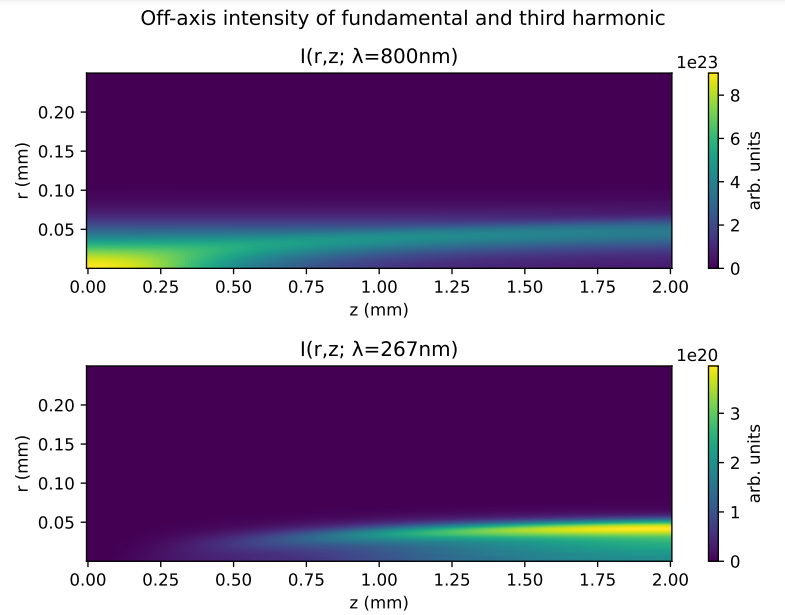 Off-axis intensity of fundamental and third harmonic
I(r,z; λ=800nm)
1e23
0.20
0.15
0.10
0.05
r (mm)
0.00 0.25 0.50 0.75 1.00 1.25 1.50 1.75 2.00
z (mm)
8
6
4
2
0
arb. units
I(r,z; λ=267nm)
1e20
0.20
0.15
0.10
0.05
r (mm)
0.00 0.25 0.50 0.75 1.00 1.25 1.50 1.75 2.00
z (mm)
3
2
1
0
arb. units